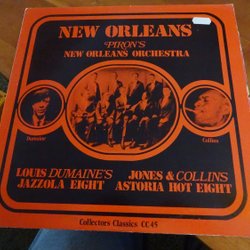 NEW ORLEANS
PIRON'S
NEW ORLEANS ORCHESTRA
Dumaine
Collins
LOUIS DUMAINE'S
JAZZOLA EIGHT
JONES & COLLINS
ASTORIA HOT EIGHT
Collectors Classics CC45